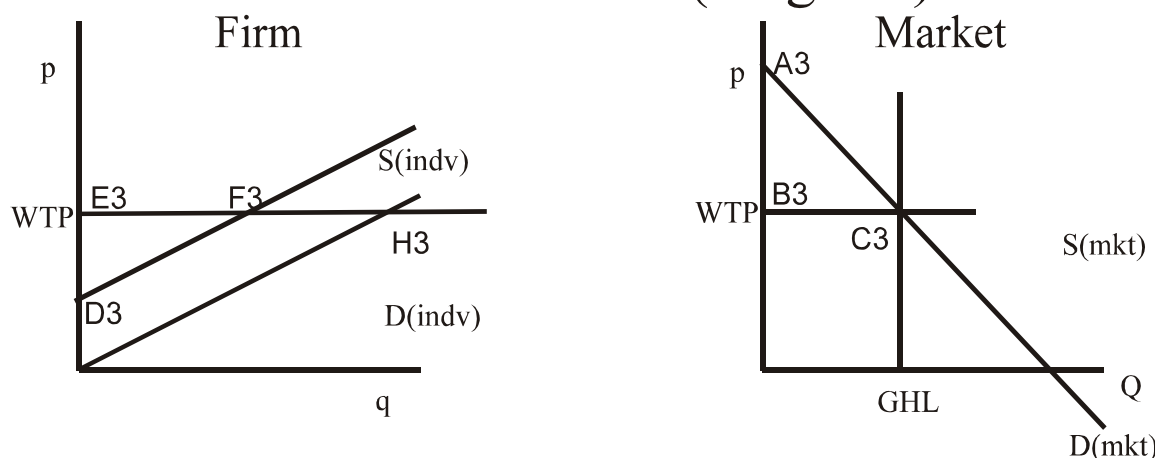 Firm
p
S(indv)
E3
F3
WTP
H3
D3
D(indv)
q
Market
A3
p
B3
WTP
C3
S(mkt)
GHL
Q
D(mkt)